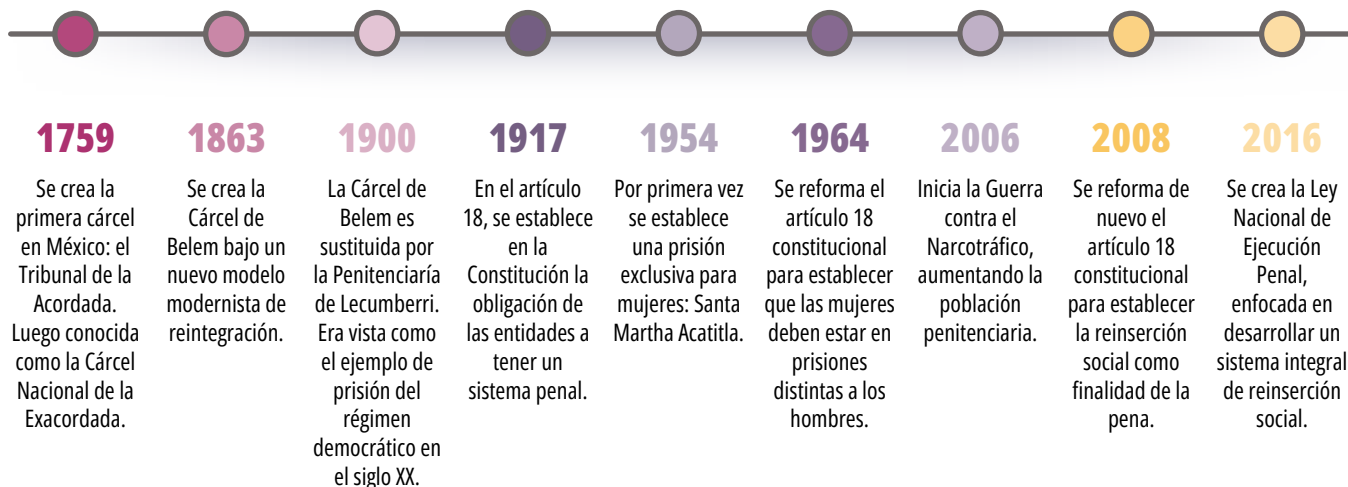 1759
Se crea la
primera cárcel
en México: el
Tribunal de la
Acordada.
Luego conocida
como la Cárcel
Nacional de la
Exacordada.
1863
Se crea la
Cárcel de
Belem bajo un
nuevo modelo
modernista de
reintegración.
1900
La Cárcel de
Belem es
sustituida por
la Penitenciaría
de Lecumberri.
Era vista como
el ejemplo de
prisión del
régimen
democrático en
el siglo XX.
1917
En el artículo
18, se establece
en la
Constitución la
obligación de
las entidades a
tener un
sistema penal.
1954
Por primera vez
se establece
una prisión
exclusiva para
mujeres: Santa
Martha Acatitla.
1964
Se reforma el
artículo 18
constitucional
para establecer
que las mujeres
deben estar en
prisiones
distintas a los
hombres.
2006
Inicia la Guerra
contra el
Narcotráfico,
aumentando la
población
penitenciaria.
2008
Se reforma de
nuevo el
artículo 18
constitucional
para establecer
la reinserción
social como
finalidad de la
pena.
2016
Se crea la Ley
Nacional de
Ejecución
Penal,
enfocada en
desarrollar un
sistema integral
de reinserción
social.